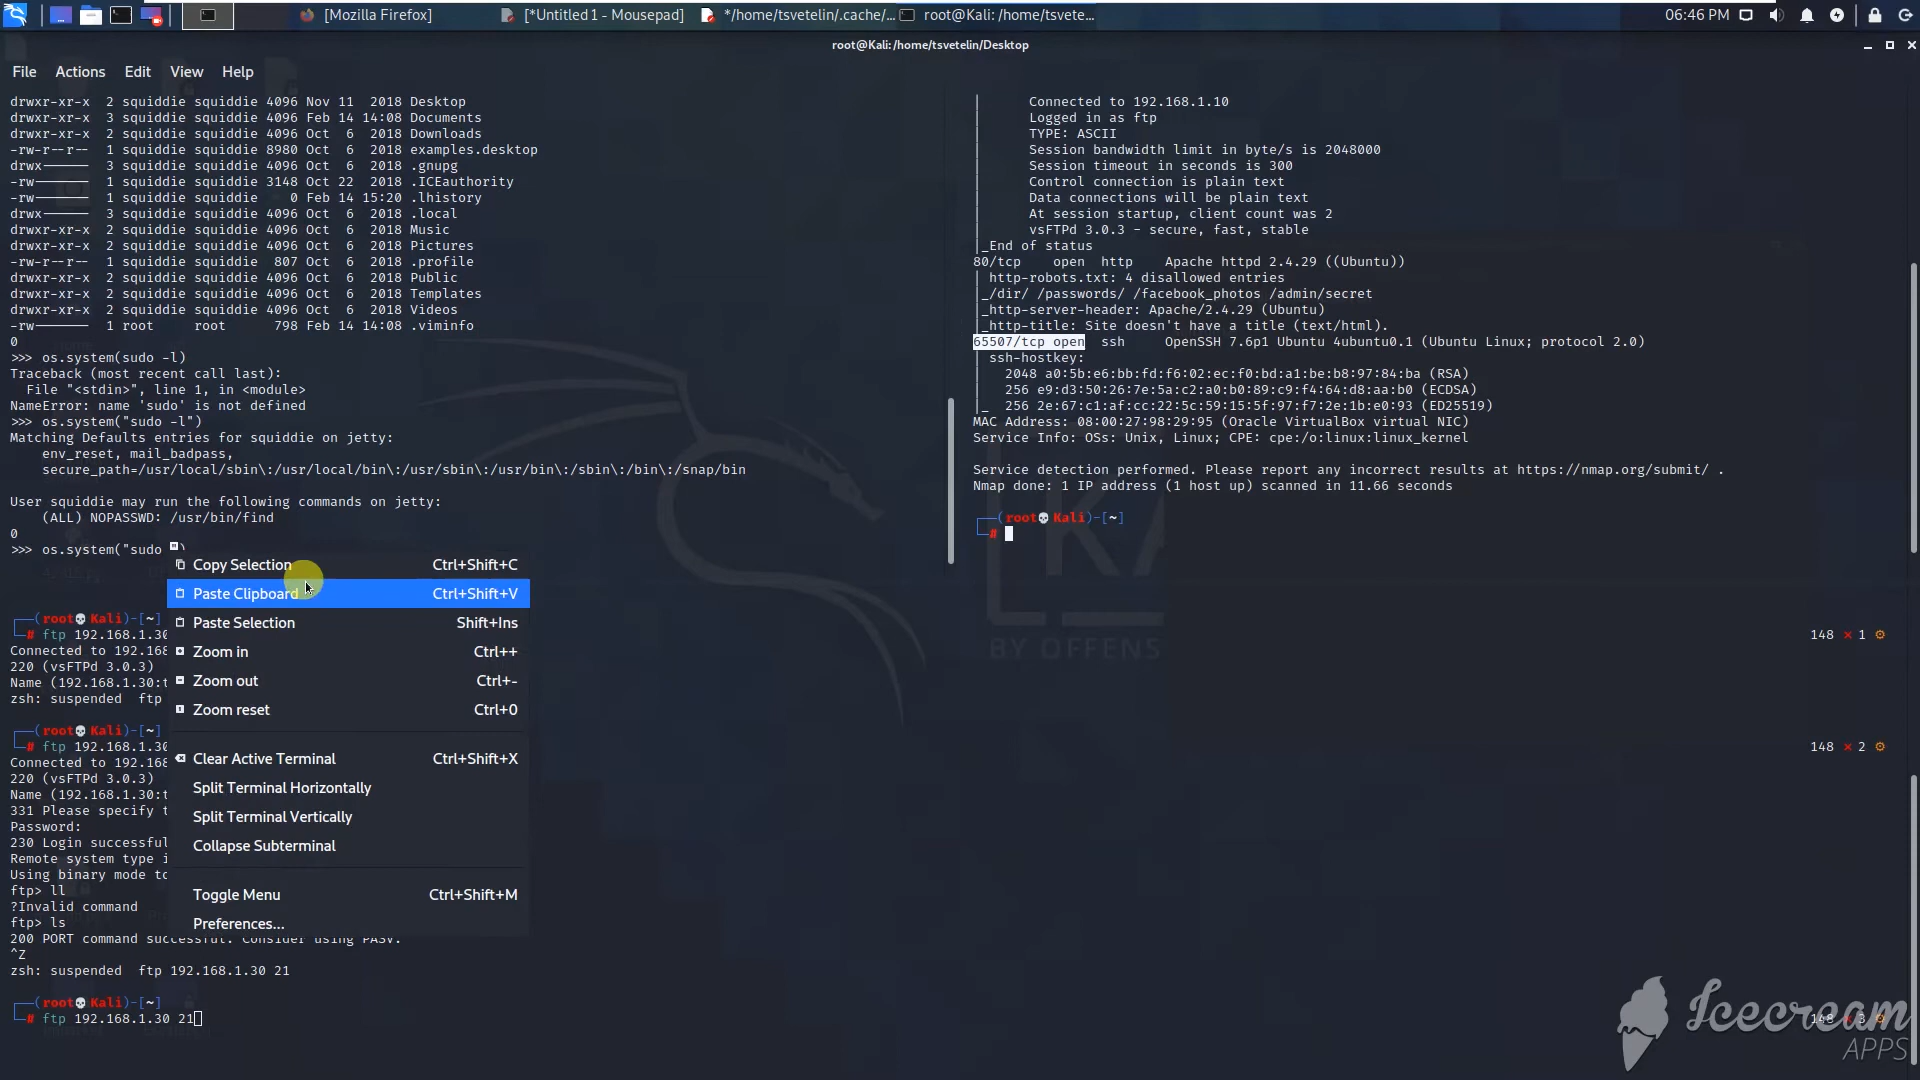 [Mozilla Firefox]
[*Untitled 1 - Mousepad]
*/home/tsvetelin/.cache/...
root@Kali: /home/tsvete...
06:46 PM
root@Kali:/home/tsvetelin/Desktop
File Actions Edit View Help
drwxr-xr-x 2 squiddie squiddie 4096 Nov 11 2018 Desktop
drwxr-xr-x 3 squiddie squiddie 4096 Feb 14 14:08 Documents
drwxr-xr-x 2 squiddie squiddie 4096 Oct 6 2018 Downloads
-rw-r--r-- 1 squiddie squiddie 8980 Oct 6 2018 examples.desktop
drwx------ 3 squiddie squiddie 4096 Oct 6 2018 .gnupg
-rw------- 1 squiddie squiddie 3148 Oct 22 2018 .ICEauthority
-rw------- 1 squiddie squiddie 0 Feb 14 15:20 .lhistory
drwx------ 3 squiddie squiddie 4096 Oct 6 2018 .local
drwxr-xr-x 2 squiddie squiddie 4096 Oct 6 2018 Music
drwxr-xr-x 2 squiddie squiddie 4096 Oct 6 2018 Pictures
-rw-r--r-- 1 squiddie squiddie 807 Oct 6 2018 .profile
drwxr-xr-x 2 squiddie squiddie 4096 Oct 6 2018 Public
drwxr-xr-x 2 squiddie squiddie 4096 Oct 6 2018 Templates
drwxr-xr-x 2 squiddie squiddie 4096 Oct 6 2018 Videos
-rw------- 1 root root 798 Feb 14 14:08 .viminfo
0
>>> os.system(sudo -l)
Traceback (most recent call last):
File "<stdin>", line 1, in <module>
NameError: name 'sudo' is not defined
>>> os.system("sudo -l")
Matching Defaults entries for squiddie on jetty:
env_reset, mail_badpass,
secure_path=/usr/local/sbin\:/usr/local/bin\:/usr/sbin\:/usr/bin\:/sbin\:/bin\:/snap/bin
User squiddie may run the following commands on jetty:
(ALL) NOPASSWD: /usr/bin/find
0
>>> os.system("sudo
Copy Selection Ctrl+Shift+C
Paste Clipboard Ctrl+Shift+V
Paste Selection Shift+Ins
Zoom in Ctrl++
Zoom out Ctrl+-
Zoom reset Ctrl+0
Clear Active Terminal Ctrl+Shift+X
Split Terminal Horizontally
Split Terminal Vertically
Collapse Subterminal
Toggle Menu Ctrl+Shift+M
Preferences...
(root💀Kali)-[~]
# ftp 192.168.1.30
Connected to 192.168
220 (vsFTPd 3.0.3)
Name (192.168.1.30:t
zsh: suspended ftp
(root💀Kali)-[~]
# ftp 192.168.1.30
Connected to 192.168
220 (vsFTPd 3.0.3)
Name (192.168.1.30:t
331 Please specify t
Password:
230 Login successful
Remote system type i
Using binary mode to
ftp> ll
?Invalid command
ftp> ls
200 PORT command successful. Consider using PASV.
^Z
zsh: suspended ftp 192.168.1.30 21
(root💀Kali)-[~]
# ftp 192.168.1.30 21
148 × 1
148 × 2
148 × 3
| Connected to 192.168.1.10
| Logged in as ftp
| TYPE: ASCII
| Session bandwidth limit in byte/s is 2048000
| Session timeout in seconds is 300
| Control connection is plain text
| Data connections will be plain text
| At session startup, client count was 2
| vsFTPd 3.0.3 - secure, fast, stable
|_End of status
80/tcp open http Apache httpd 2.4.29 ((Ubuntu))
| http-robots.txt: 4 disallowed entries
|_/dir/ /passwords/ /facebook_photos /admin/secret
|_http-server-header: Apache/2.4.29 (Ubuntu)
|_http-title: Site doesn't have a title (text/html).
65507/tcp open ssh OpenSSH 7.6p1 Ubuntu 4ubuntu0.1 (Ubuntu Linux; protocol 2.0)
| ssh-hostkey:
| 2048 a0:5b:e6:bb:fd:f6:02:ec:f0:bd:a1:be:b8:97:84:ba (RSA)
| 256 e9:d3:50:26:7e:5a:c2:a0:b0:89:c9:f4:64:d8:aa:b0 (ECDSA)
|_ 256 2e:67:c1:af:cc:22:5c:59:15:5f:97:f7:2e:1b:e0:93 (ED25519)
MAC Address: 08:00:27:98:29:95 (Oracle VirtualBox virtual NIC)
Service Info: OSs: Unix, Linux; CPE: cpe:/o:linux:linux_kernel
Service detection performed. Please report any incorrect results at https://nmap.org/submit/ .
Nmap done: 1 IP address (1 host up) scanned in 11.66 seconds
(root💀Kali)-[~]
#
BY OFFENS
Icecream
APPS